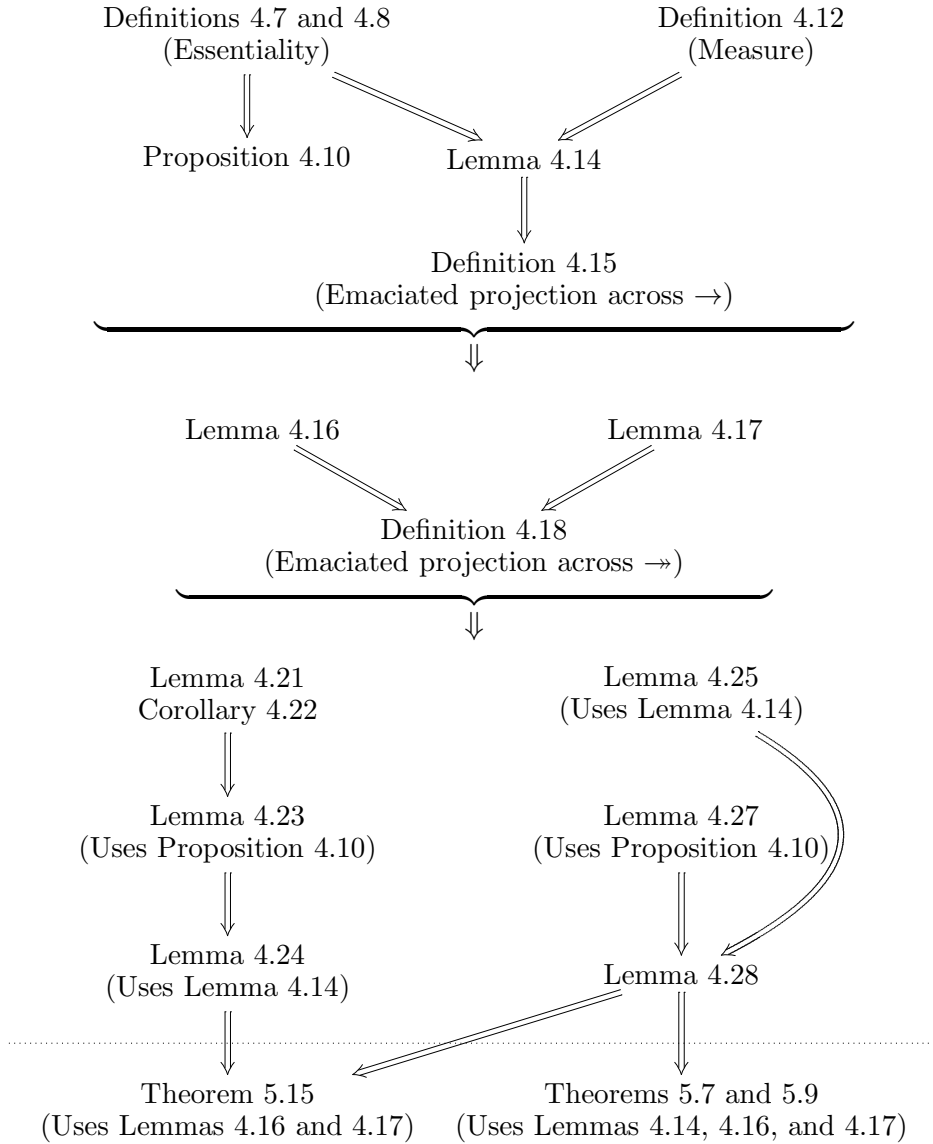 Definitions 4.7 and 4.8
(Essentiality)
Definition 4.12
(Measure)
Proposition 4.10
Lemma 4.14
Definition 4.15
(Emaciated projection across →)
Lemma 4.16
Lemma 4.17
Definition 4.18
(Emaciated projection across ↠)
Lemma 4.21
Corollary 4.22
Lemma 4.25
(Uses Lemma 4.14)
Lemma 4.23
(Uses Proposition 4.10)
Lemma 4.27
(Uses Proposition 4.10)
Lemma 4.24
(Uses Lemma 4.14)
Lemma 4.28
Theorem 5.15
(Uses Lemmas 4.16 and 4.17)
Theorems 5.7 and 5.9
(Uses Lemmas 4.14, 4.16, and 4.17)